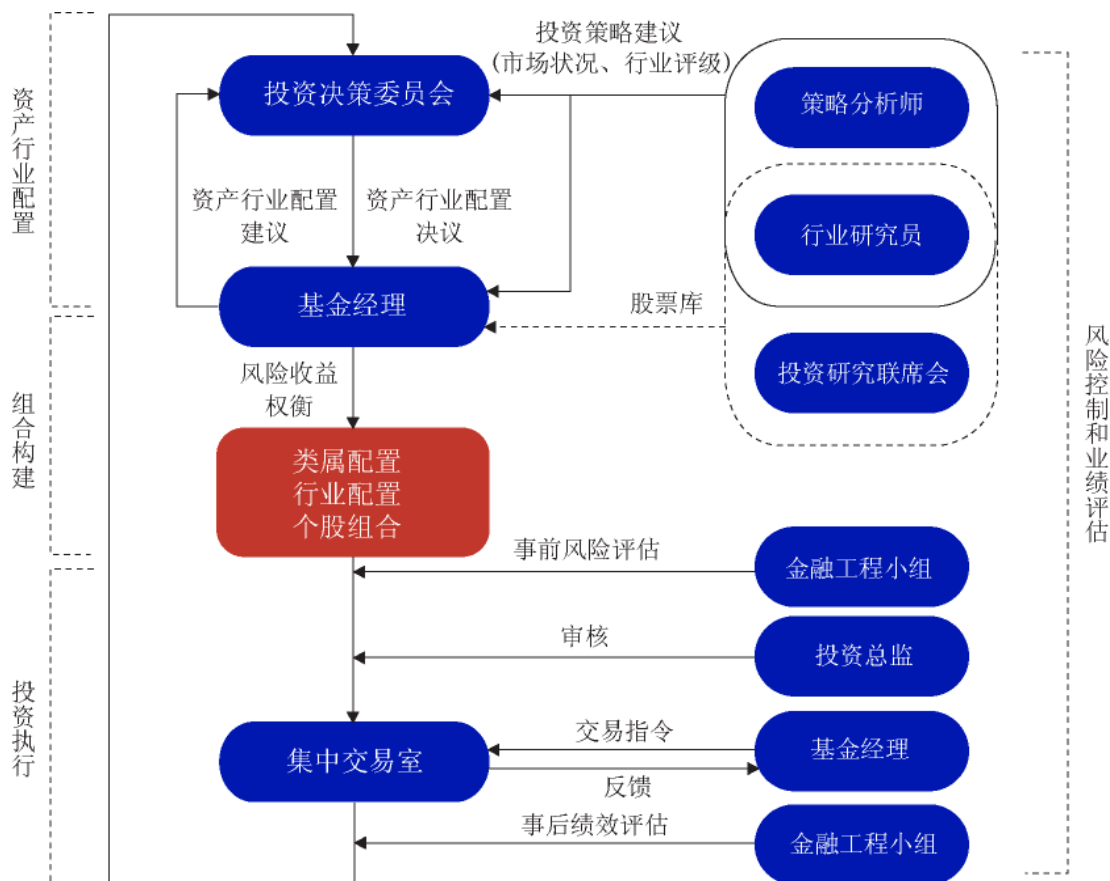 投资策略建议
(市场状况、行业评级)
投资决策委员会
策略分析师
资产行业配置
资产行业配置
建议
资产行业配置
决议
行业研究员
基金经理
股票库
风险收益
权衡
投资研究联席会
组合构建
类属配置
行业配置
个股组合
风险控制和业绩评估
事前风险评估
金融工程小组
审核
投资总监
投资执行
集中交易室
交易指令
反馈
基金经理
事后绩效评估
金融工程小组